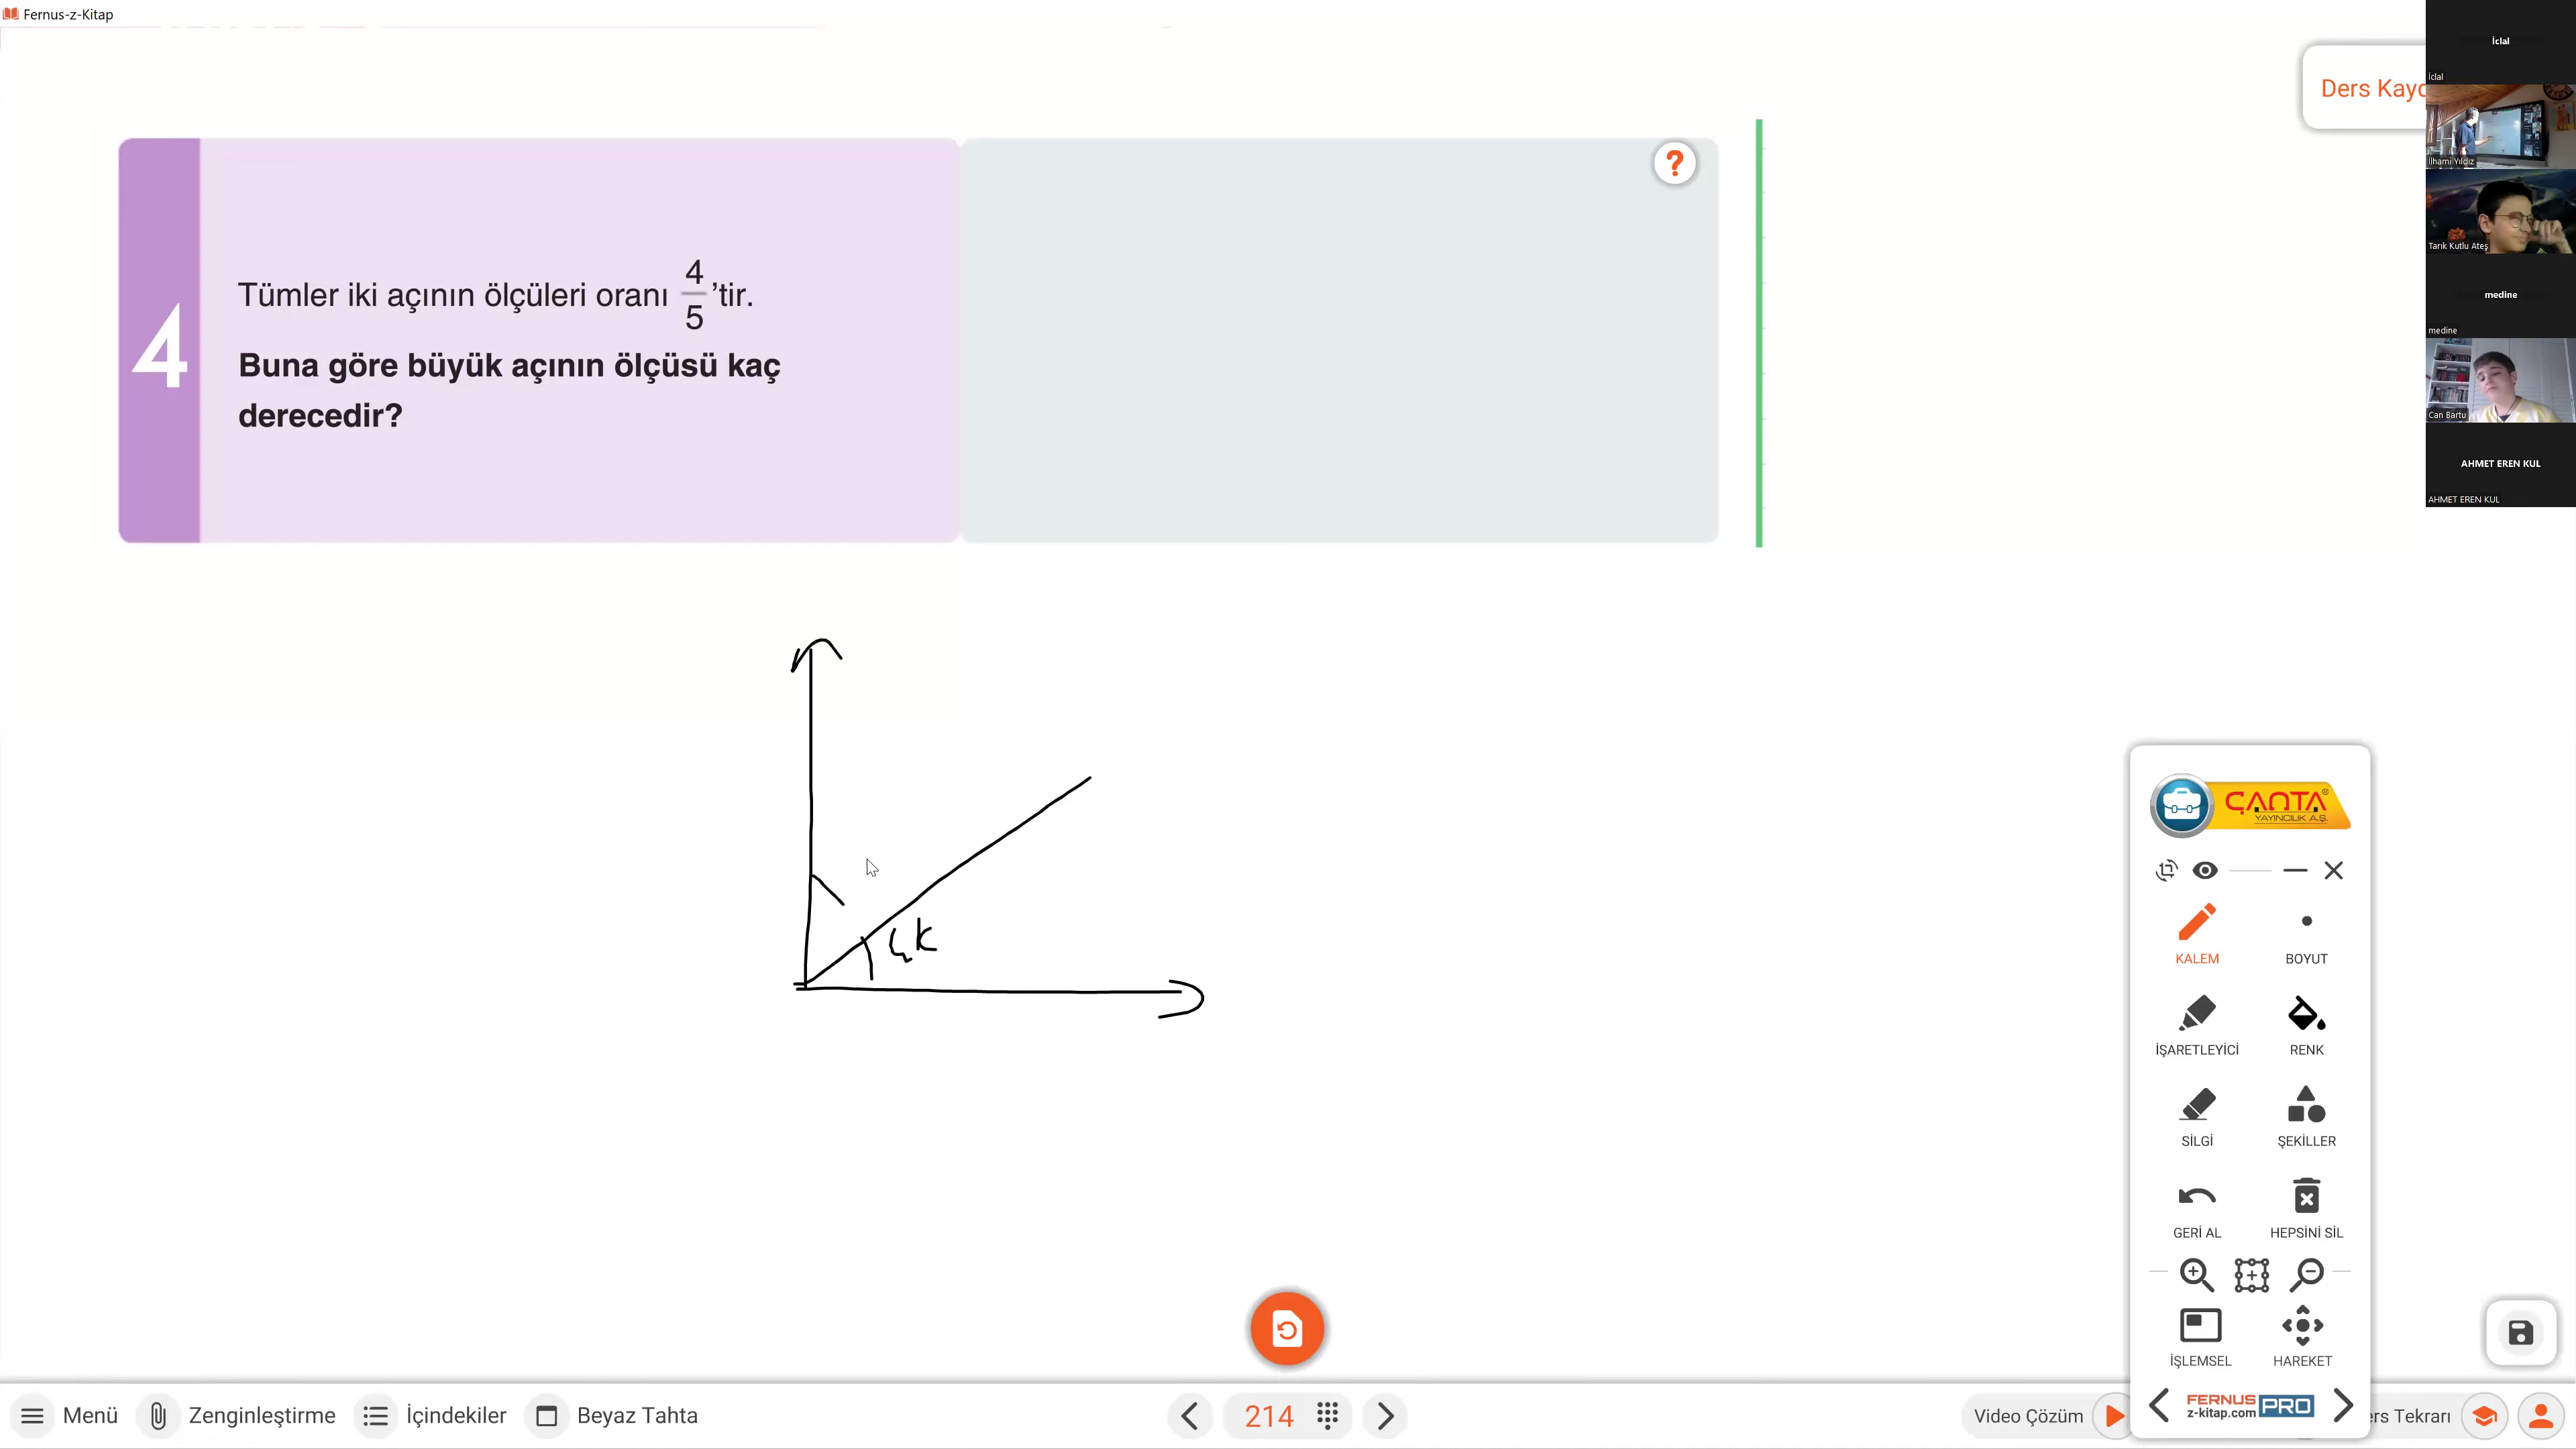 Fernus-z-Kitap
İclal
İclal
Ders Kayd
İlhami Yıldız
Tarık Kutlu Ateş
medine
medine
Can Bartu
AHMET EREN KUL
AHMET EREN KUL
?
4
Tümler iki açının ölçüleri oranı 4/5 'tir.
Buna göre büyük açının ölçüsü kaç
derecedir?
4K
ÇANTA®
YAYINCILIK A.Ş.
KALEM
BOYUT
İŞARETLEYİCİ
RENK
SİLGİ
ŞEKİLLER
GERİ AL
HEPSİNİ SİL
İŞLEMSEL
HAREKET
FERNUS PRO
z-kitap.com
Menü
Zenginleştirme
İçindekiler
Beyaz Tahta
214
Video Çözüm
ers Tekrarı